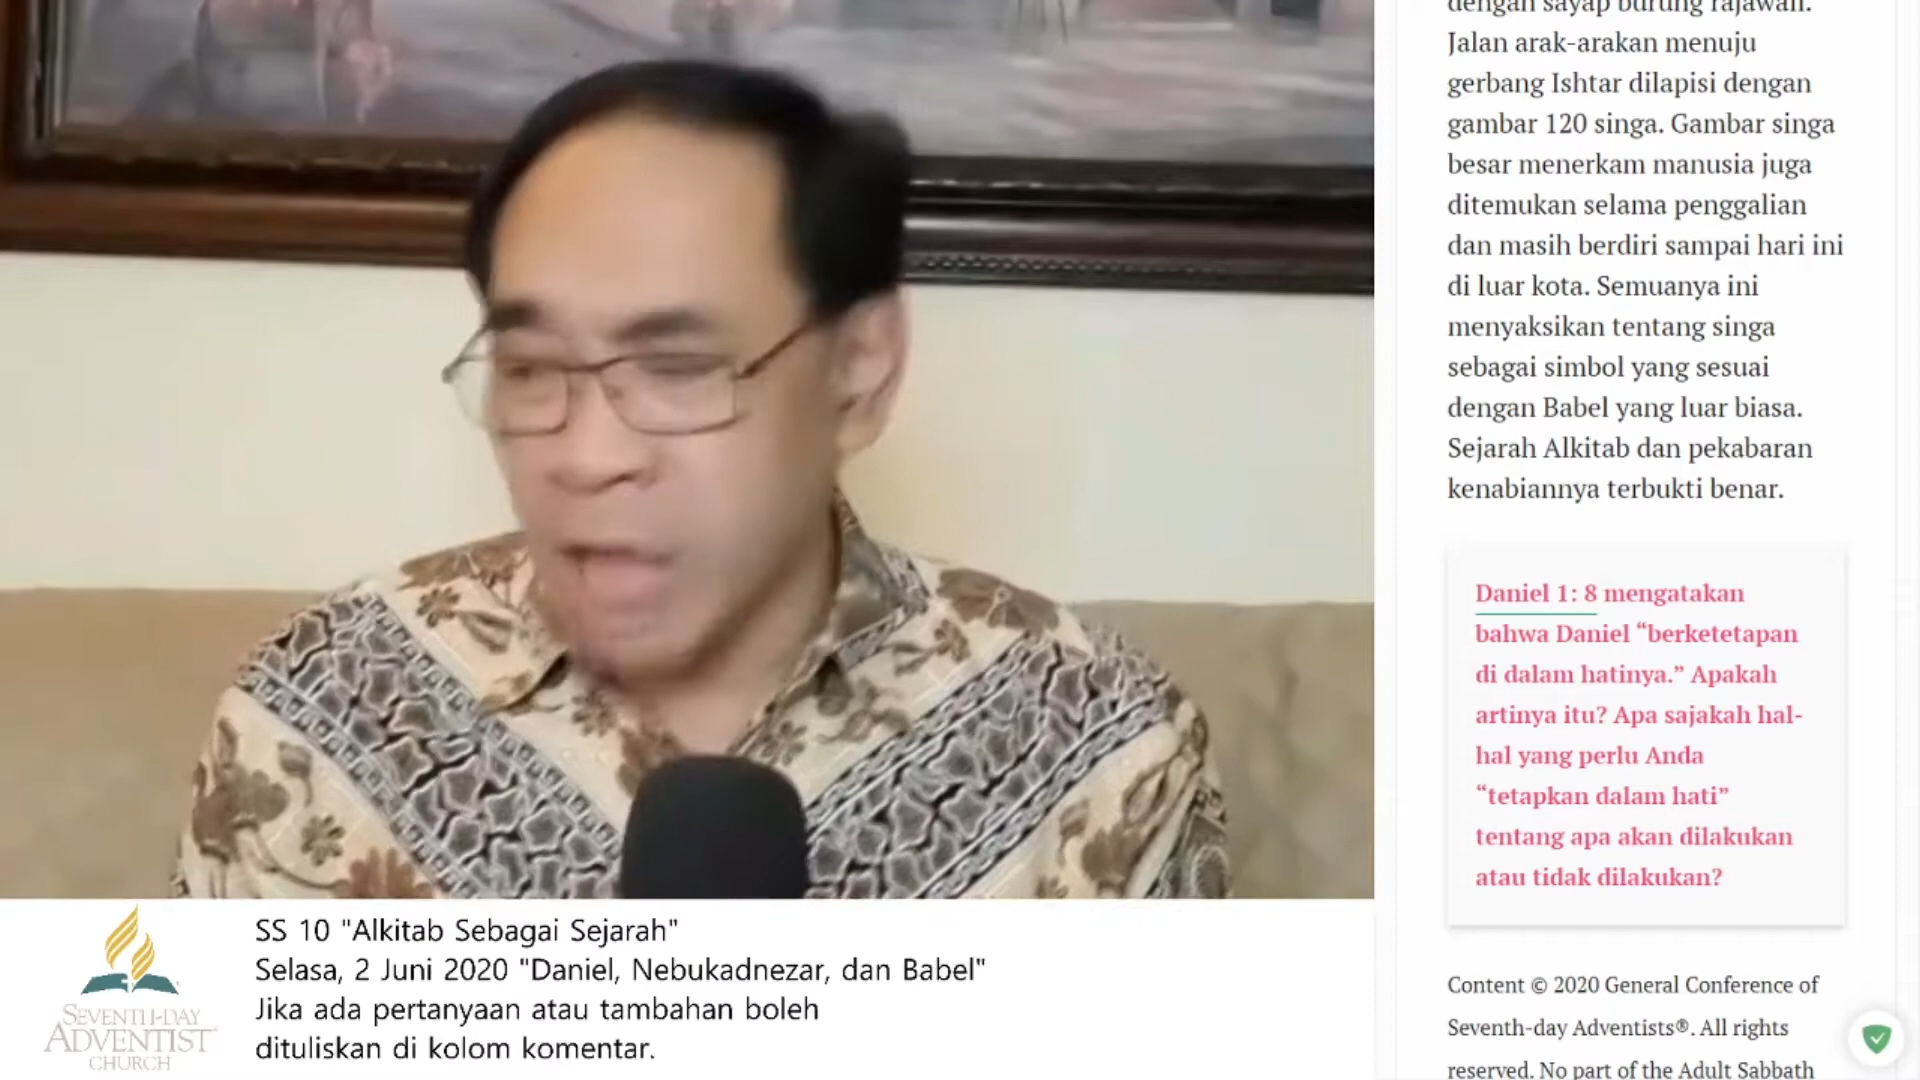 dengan sayap burung rajawali.
Jalan arak-arakan menuju
gerbang Ishtar dilapisi dengan
gambar 120 singa. Gambar singa
besar menerkam manusia juga
ditemukan selama penggalian
dan masih berdiri sampai hari ini
di luar kota. Semuanya ini
menyaksikan tentang singa
sebagai simbol yang sesuai
dengan Babel yang luar biasa.
Sejarah Alkitab dan pekabaran
kenabiannya terbukti benar.
Daniel 1: 8 mengatakan
bahwa Daniel “berketetapan
di dalam hatinya.” Apakah
artinya itu? Apa sajakah hal-
hal yang perlu Anda
“tetapkan dalam hati”
tentang apa akan dilakukan
atau tidak dilakukan?
Content © 2020 General Conference of
Seventh-day Adventists®. All rights
reserved. No part of the Adult Sabbath
SS 10 "Alkitab Sebagai Sejarah"
Selasa, 2 Juni 2020 "Daniel, Nebukadnezar, dan Babel"
Jika ada pertanyaan atau tambahan boleh
dituliskan di kolom komentar.
SEVENTH-DAY
ADVENTIST
CHURCH